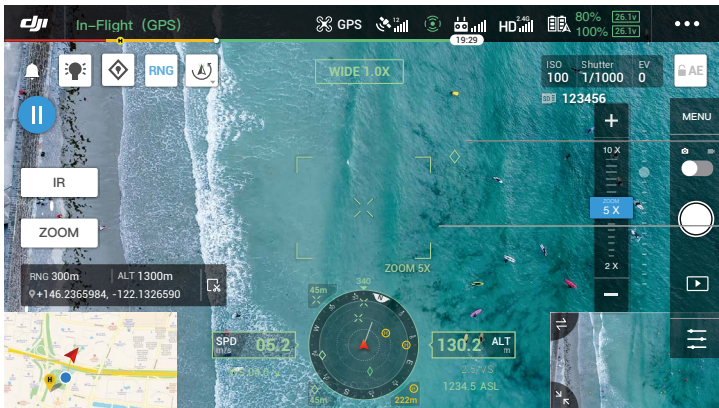 dji In-Flight (GPS) GPS 12 HD 2.4G A 80% 26.1v
100% 26.1v
H 19:29
RNG WIDE 1.0X ISO Shutter EV AE
100 1/1000 0
SD 123456
MENU
10 X
IR
ZOOM
5 X
ZOOM
ZOOM 5X 2 X
RNG 300m ALT 1300m
+146.2365984, -122.1326590
45m 340
N
W E
S
SPD
m/s 05.2 130.2 ALT
m
VS
1234.5 ASL
H
45m 222m